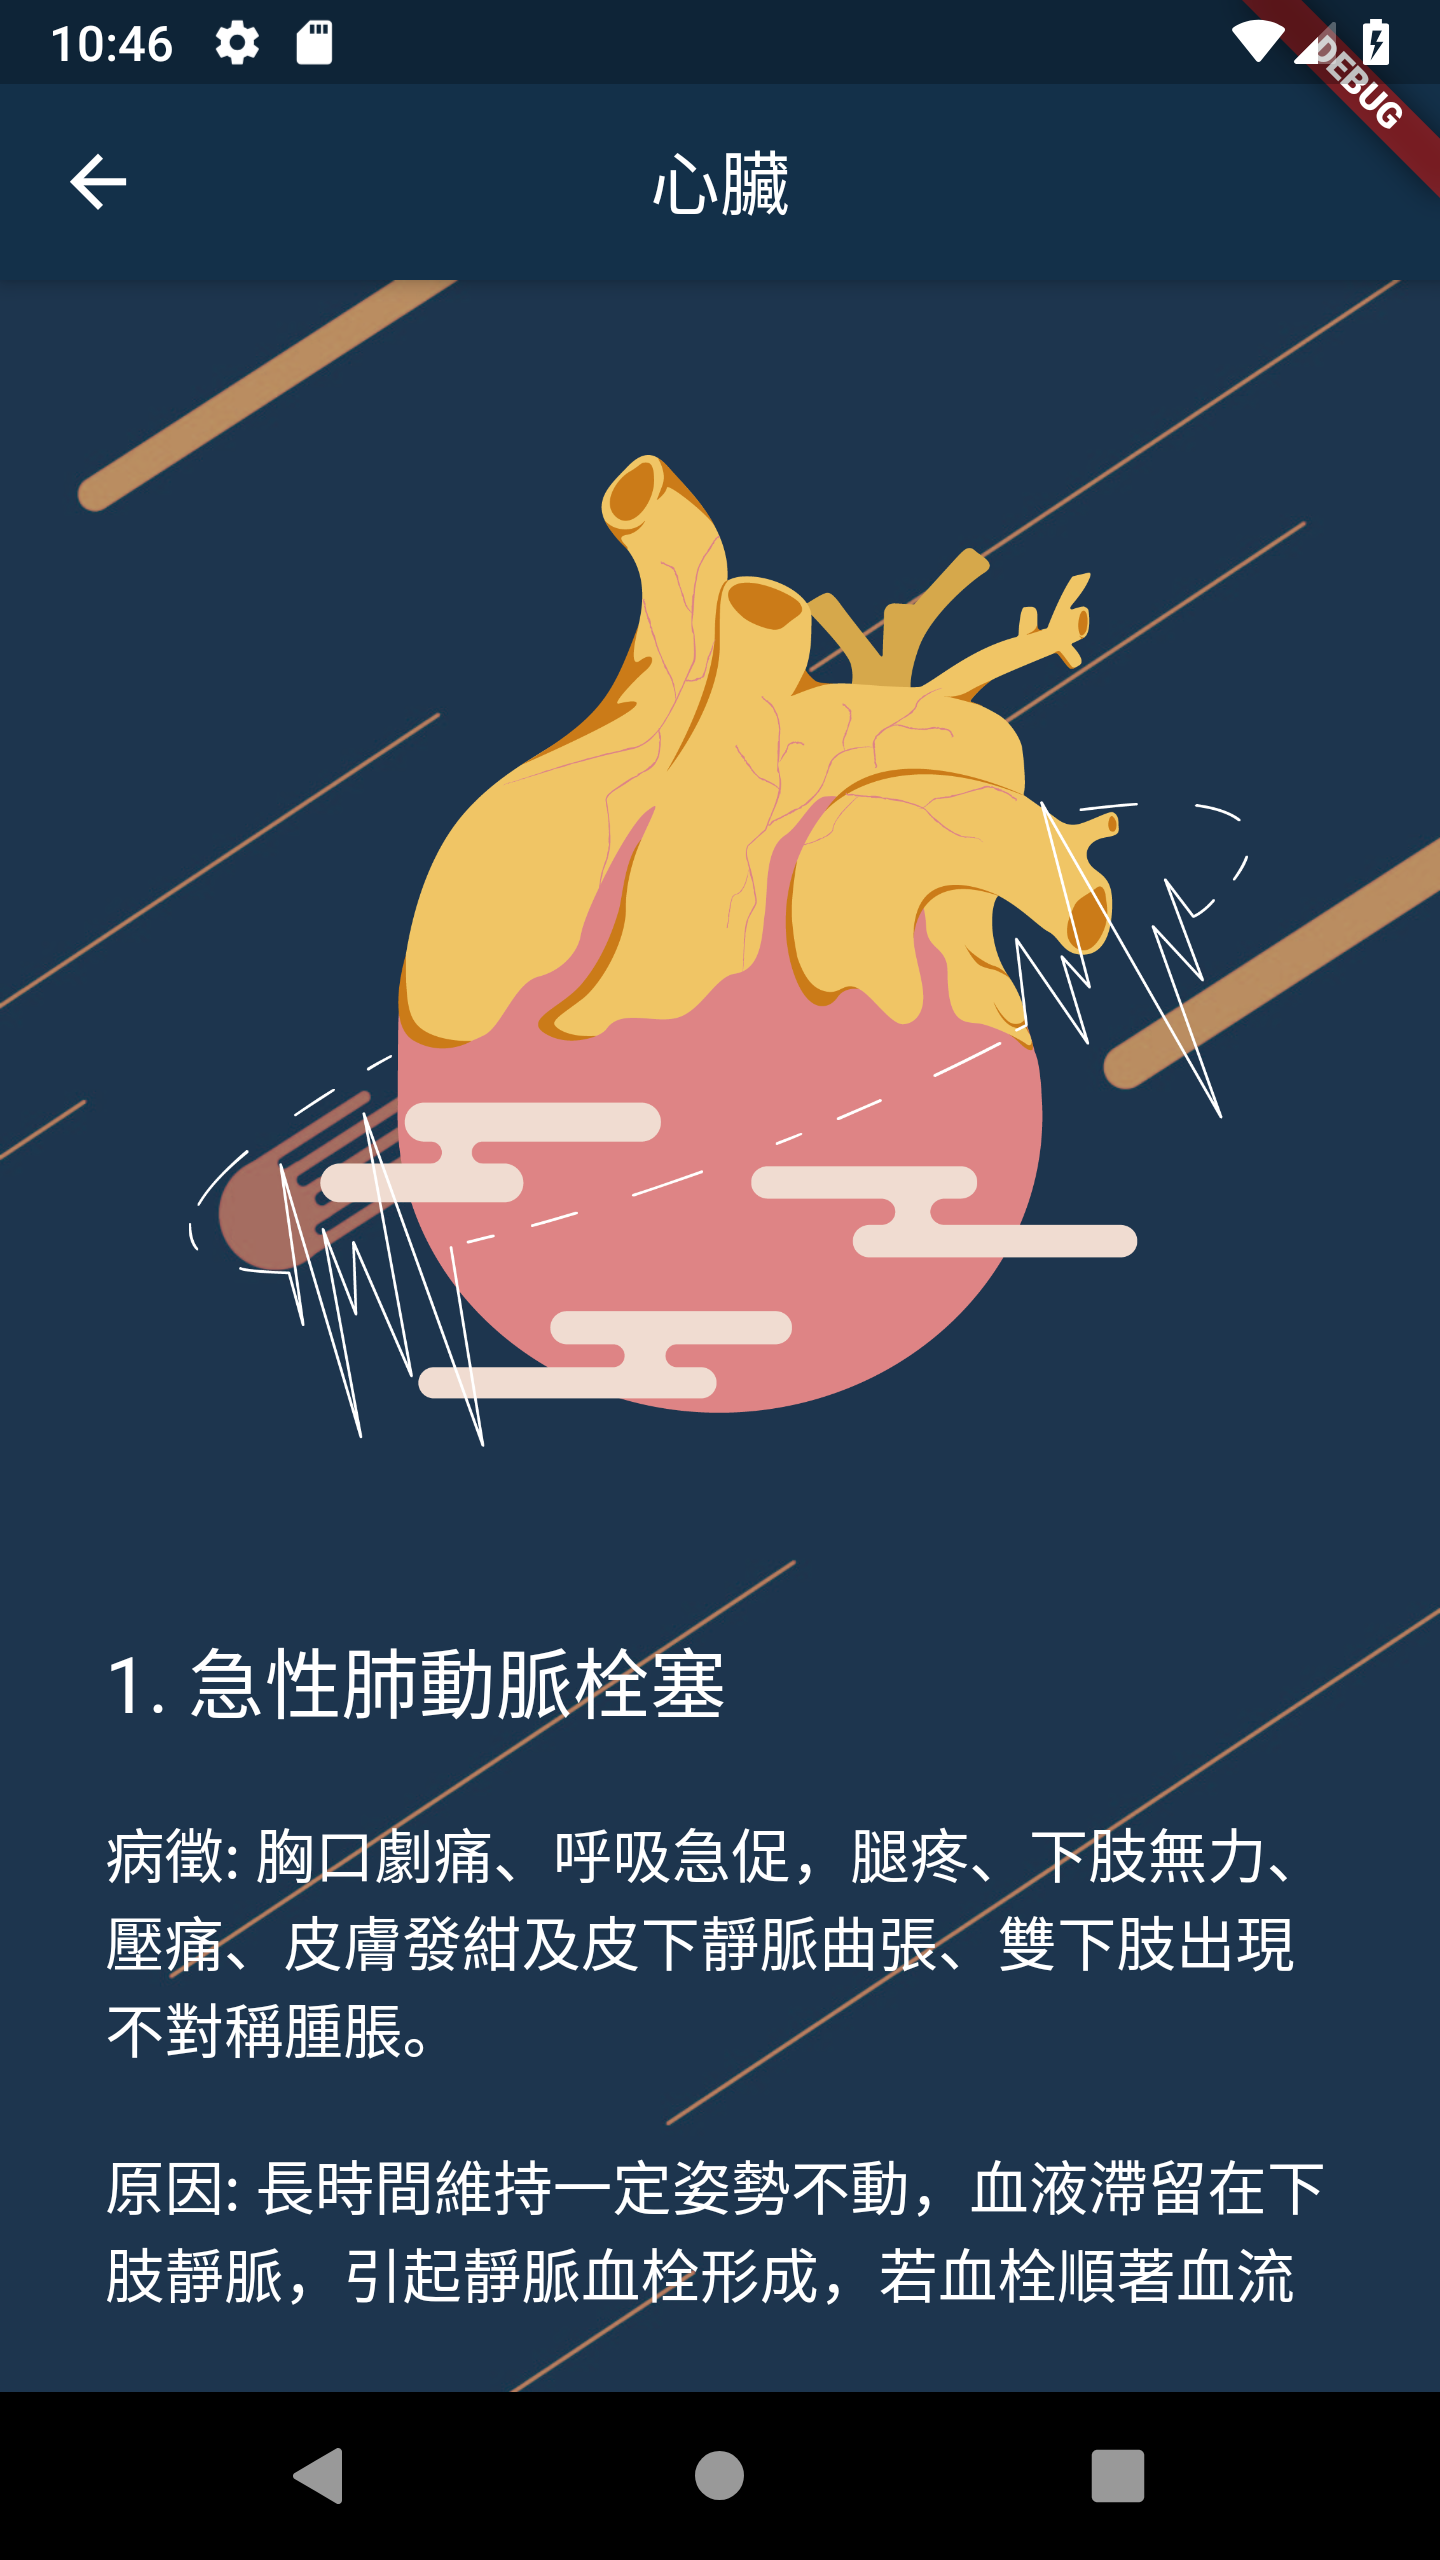 10:46
DEBUG
心臟
1. 急性肺動脈栓塞
病徵: 胸口劇痛、呼吸急促，腿疼、下肢無力、
壓痛、皮膚發紺及皮下靜脈曲張、雙下肢出現
不對稱腫脹。
原因: 長時間維持一定姿勢不動，血液滯留在下
肢靜脈，引起靜脈血栓形成，若血栓順著血流